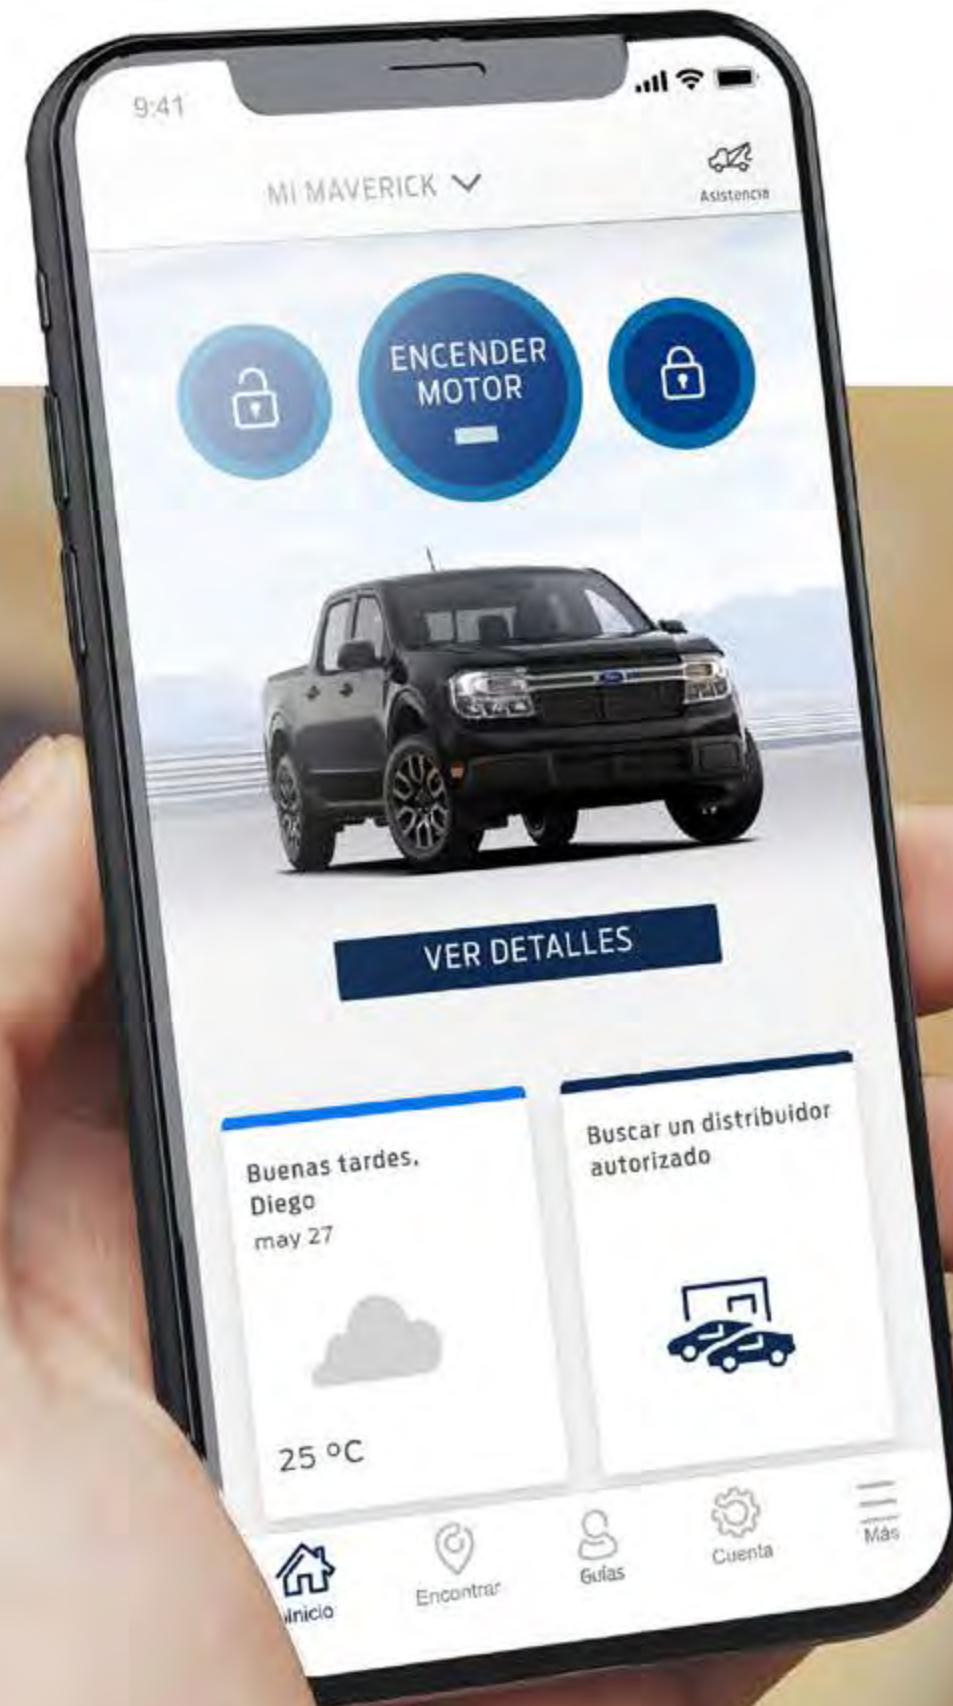 9:41
MI MAVERICK
Asistencia
ENCENDER
MOTOR
VER DETALLES
Buenas tardes,
Diego
may 27
25 °C
Buscar un distribuidor
autorizado
Inicio
Encontrar
Guías
Cuenta
Más